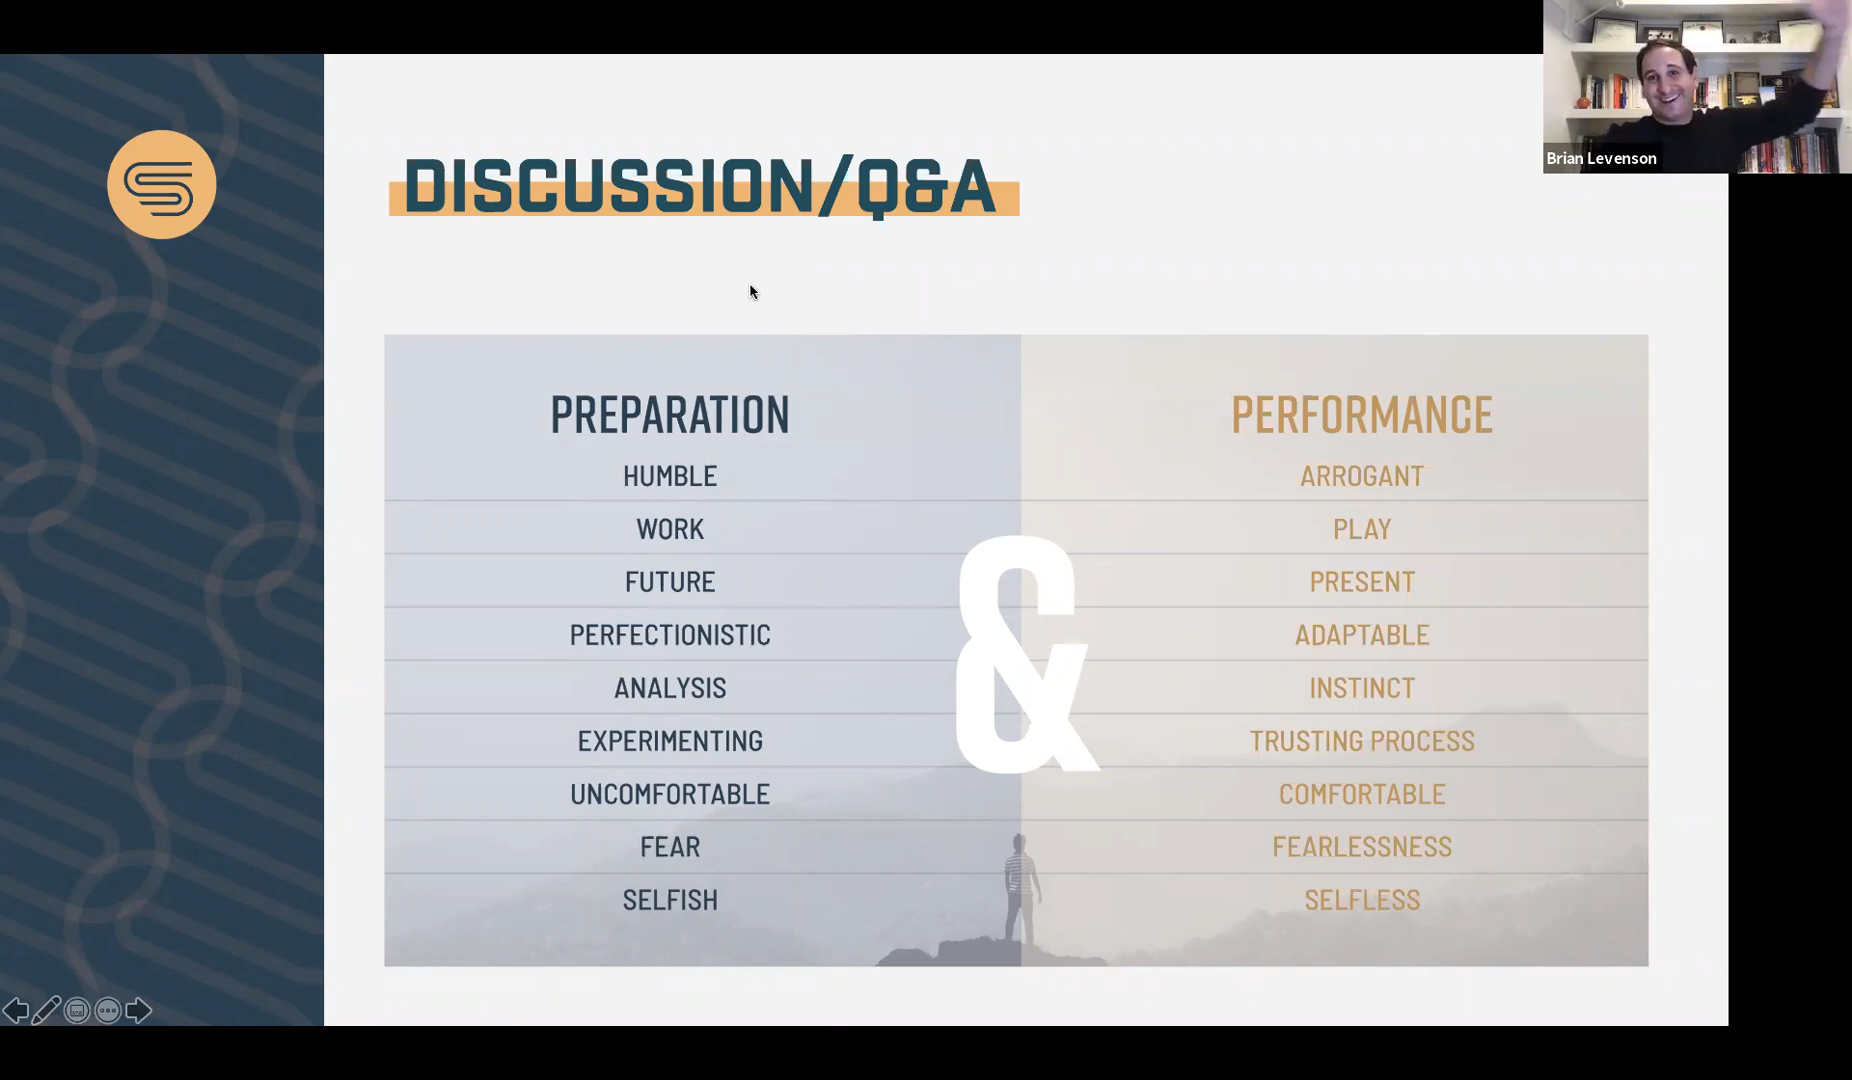 Brian Levenson
DISCUSSION/Q&A
PREPARATION
PERFORMANCE
HUMBLE
ARROGANT
WORK
PLAY
FUTURE
PRESENT
PERFECTIONISTIC
ADAPTABLE
ANALYSIS
INSTINCT
&
EXPERIMENTING
TRUSTING PROCESS
UNCOMFORTABLE
COMFORTABLE
FEAR
FEARLESSNESS
SELFISH
SELFLESS